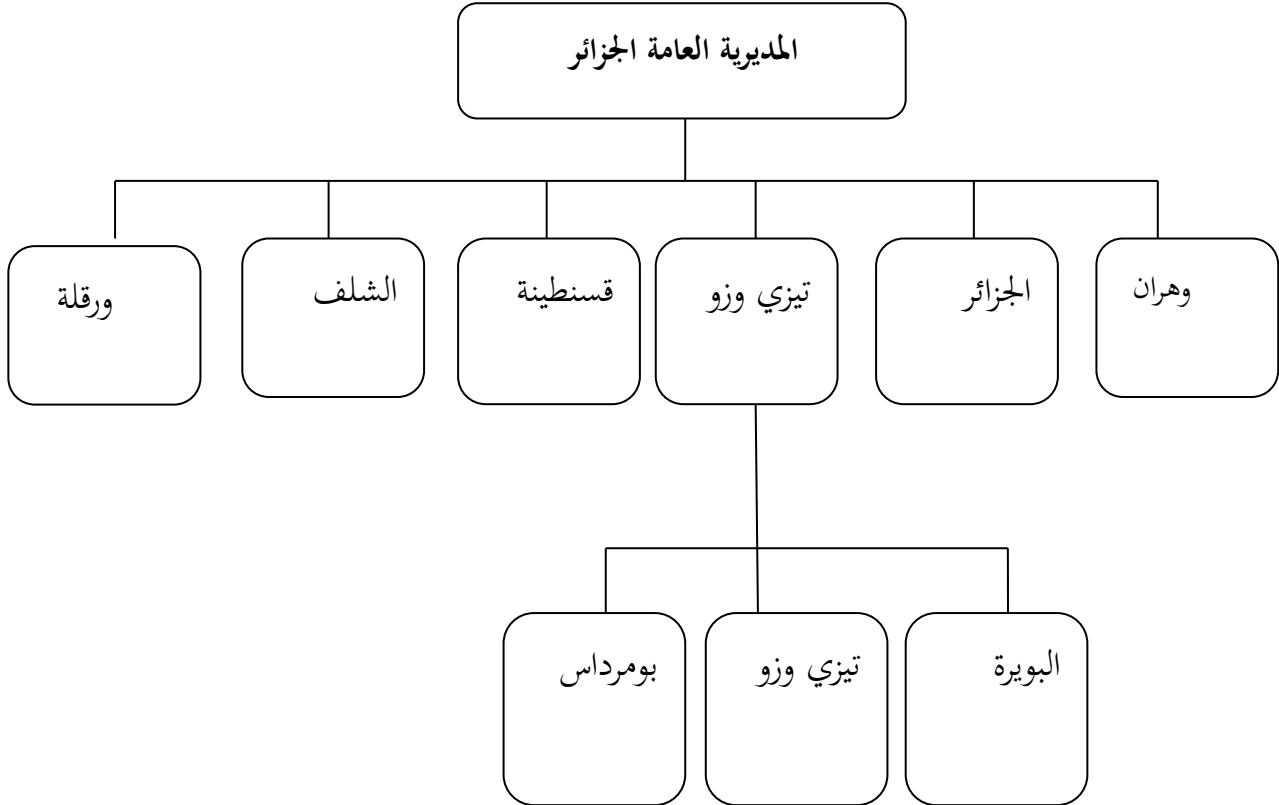 المديرية العامة الجزائر
وهران
الجزائر
تيزي وزو
قسنطينة
الشلف
ورقلة
البويرة
تيزي وزو
بومرداس